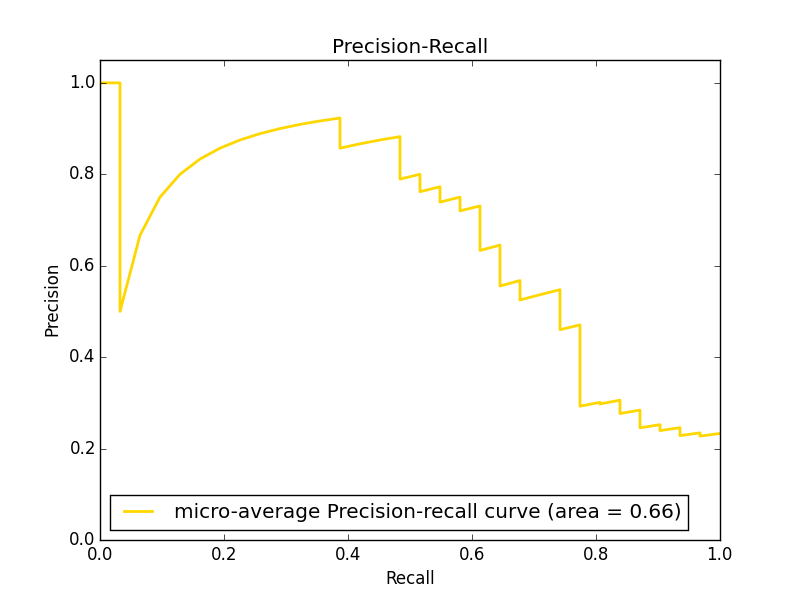 Precision-Recall
1.0
0.8
0.6
0.4
0.2
0.0
Precision
micro-average Precision-recall curve (area = 0.66)
0.0 0.2 0.4 0.6 0.8 1.0
Recall